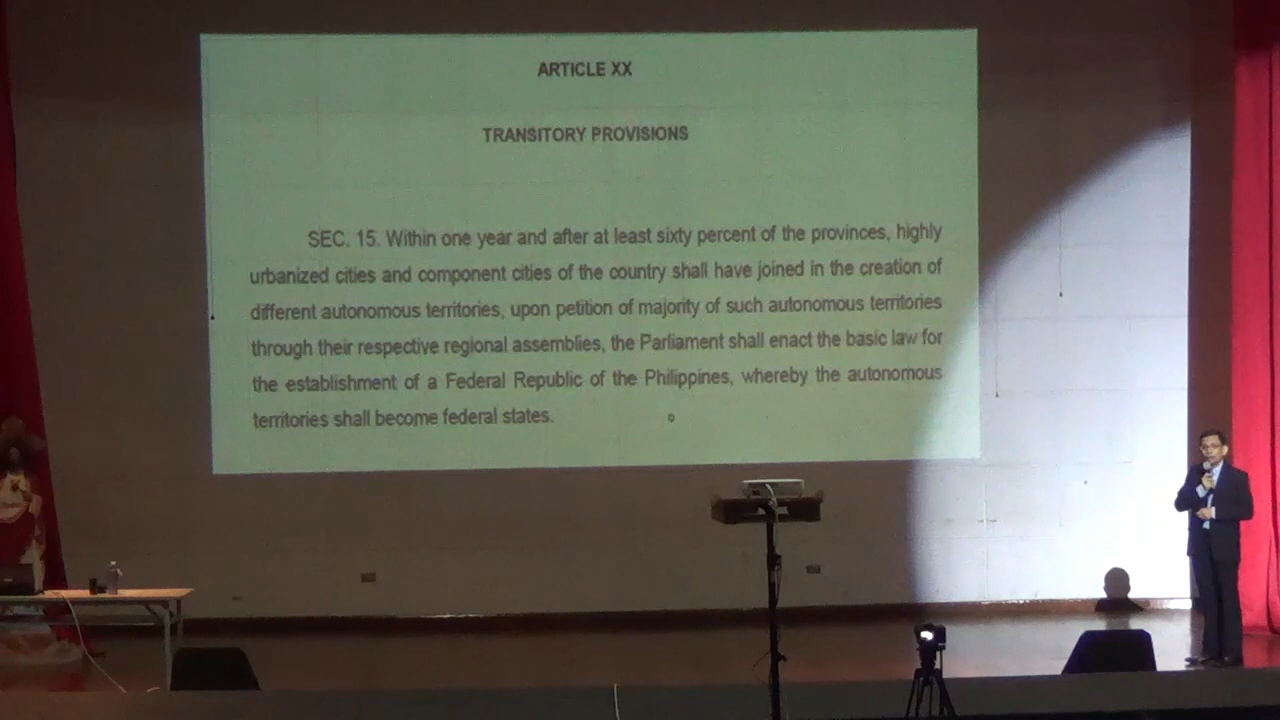 ARTICLE XX
TRANSITORY PROVISIONS
SEC. 15. Within one year and after at least sixty percent of the provinces, highly
urbanized cities and component cities of the country shall have joined in the creation of
different autonomous territories, upon petition of majority of such autonomous territories
through their respective regional assemblies, the Parliament shall enact the basic law for
the establishment of a Federal Republic of the Philippines, whereby the autonomous
territories shall become federal states.